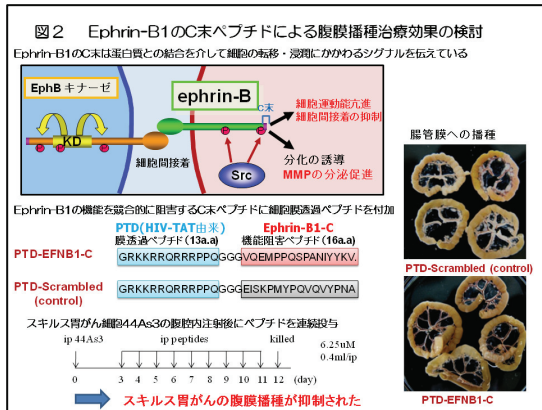 図２　Ephrin-B1のC末ペプチドによる腹膜播種治療効果の検討
Ephrin-B1のC末は蛋白質との結合を介して細胞の転移・浸潤にかかわるシグナルを伝えている
EphB キナーゼ
ephrin-B
C末
KD
P
P
P
P
細胞間接着
Src
細胞運動能亢進
細胞間接着の抑制
分化の誘導
MMPの分泌促進
腸管膜への播種
Ephrin-B1の機能を競合的に阻害するC末ペプチドに細胞膜透過ペプチドを付加
PTD(HIV-TAT由来)
膜透過ペプチド(13a.a)
Ephrin-B1-C
機能阻害ペプチド(16a.a)
PTD-EFNB1-C
GRKKRRQRRRPPQGGGVQEMPPQSPANIYYKV.
PTD-Scrambled
(control)
GRKKRRQRRRPPQGGGEISKPMYPQVQVYPNA
PTD-Scrambled (control)
スキルス胃がん細胞44As3の腹腔内注射後にペプチドを連続投与
ip 44As3
ip peptides
killed
6.25uM
0.4ml/ip
0 3 4 5 6 7 8 9 10 11 12 (day)
スキルス胃がんの腹膜播種が抑制された
PTD-EFNB1-C